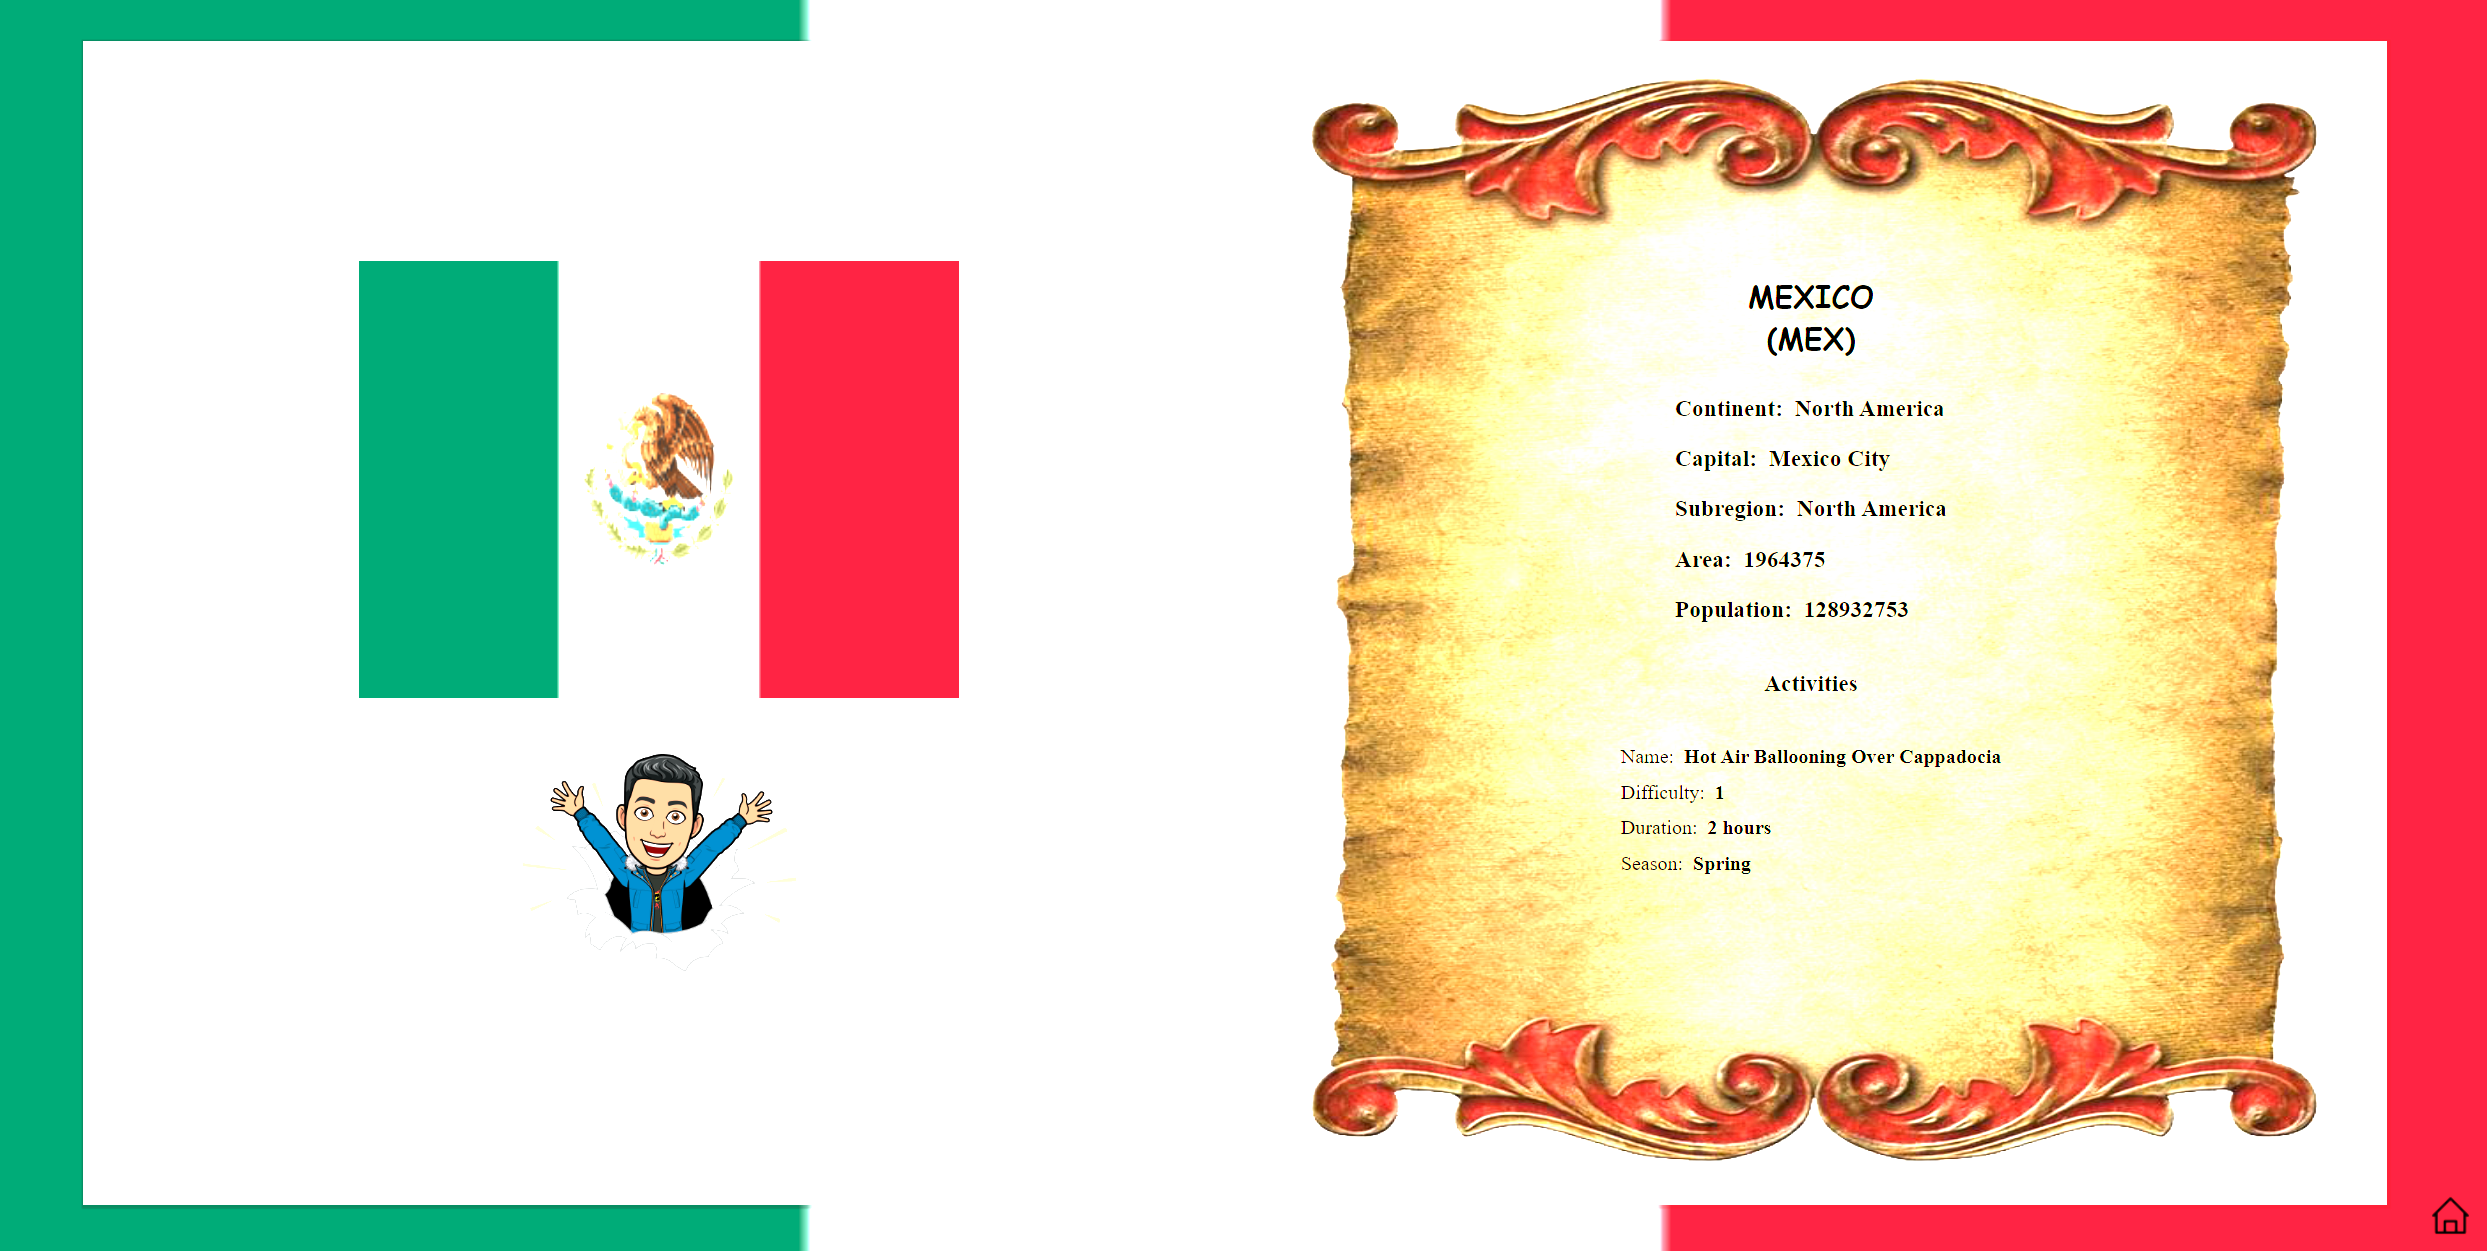 MEXICO
(MEX)
Continent: North America
Capital: Mexico City
Subregion: North America
Area: 1964375
Population: 128932753
Activities
Name: Hot Air Ballooning Over Cappadocia
Difficulty: 1
Duration: 2 hours
Season: Spring